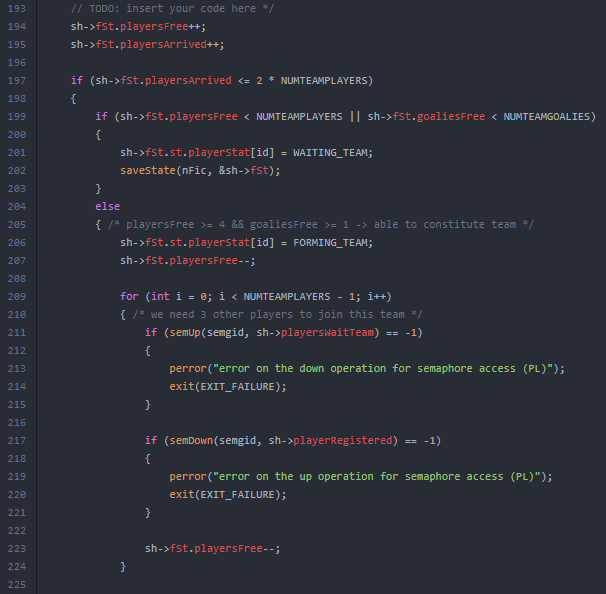 193 // TODO: insert your code here */
194 sh->fSt.playersFree++;
195 sh->fSt.playersArrived++;
196
197 if (sh->fSt.playersArrived <= 2 * NUMTEAMPLAYERS)
198 {
199 if (sh->fSt.playersFree < NUMTEAMPLAYERS || sh->fSt.goaliesFree < NUMTEAMGOALIES)
200 {
201 sh->fSt.st.playerStat[id] = WAITING_TEAM;
202 saveState(nFic, &sh->fSt);
203 }
204 else
205 { /* playersFree >= 4 && goaliesFree >= 1 -> able to constitute team */
206 sh->fSt.st.playerStat[id] = FORMING_TEAM;
207 sh->fSt.playersFree--;
208
209 for (int i = 0; i < NUMTEAMPLAYERS - 1; i++)
210 { /* we need 3 other players to join this team */
211 if (semUp(semgid, sh->playersWaitTeam) == -1)
212 {
213 perror("error on the down operation for semaphore access (PL)");
214 exit(EXIT_FAILURE);
215 }
216
217 if (semDown(semgid, sh->playerRegistered) == -1)
218 {
219 perror("error on the up operation for semaphore access (PL)");
220 exit(EXIT_FAILURE);
221 }
222
223 sh->fSt.playersFree--;
224 }
225